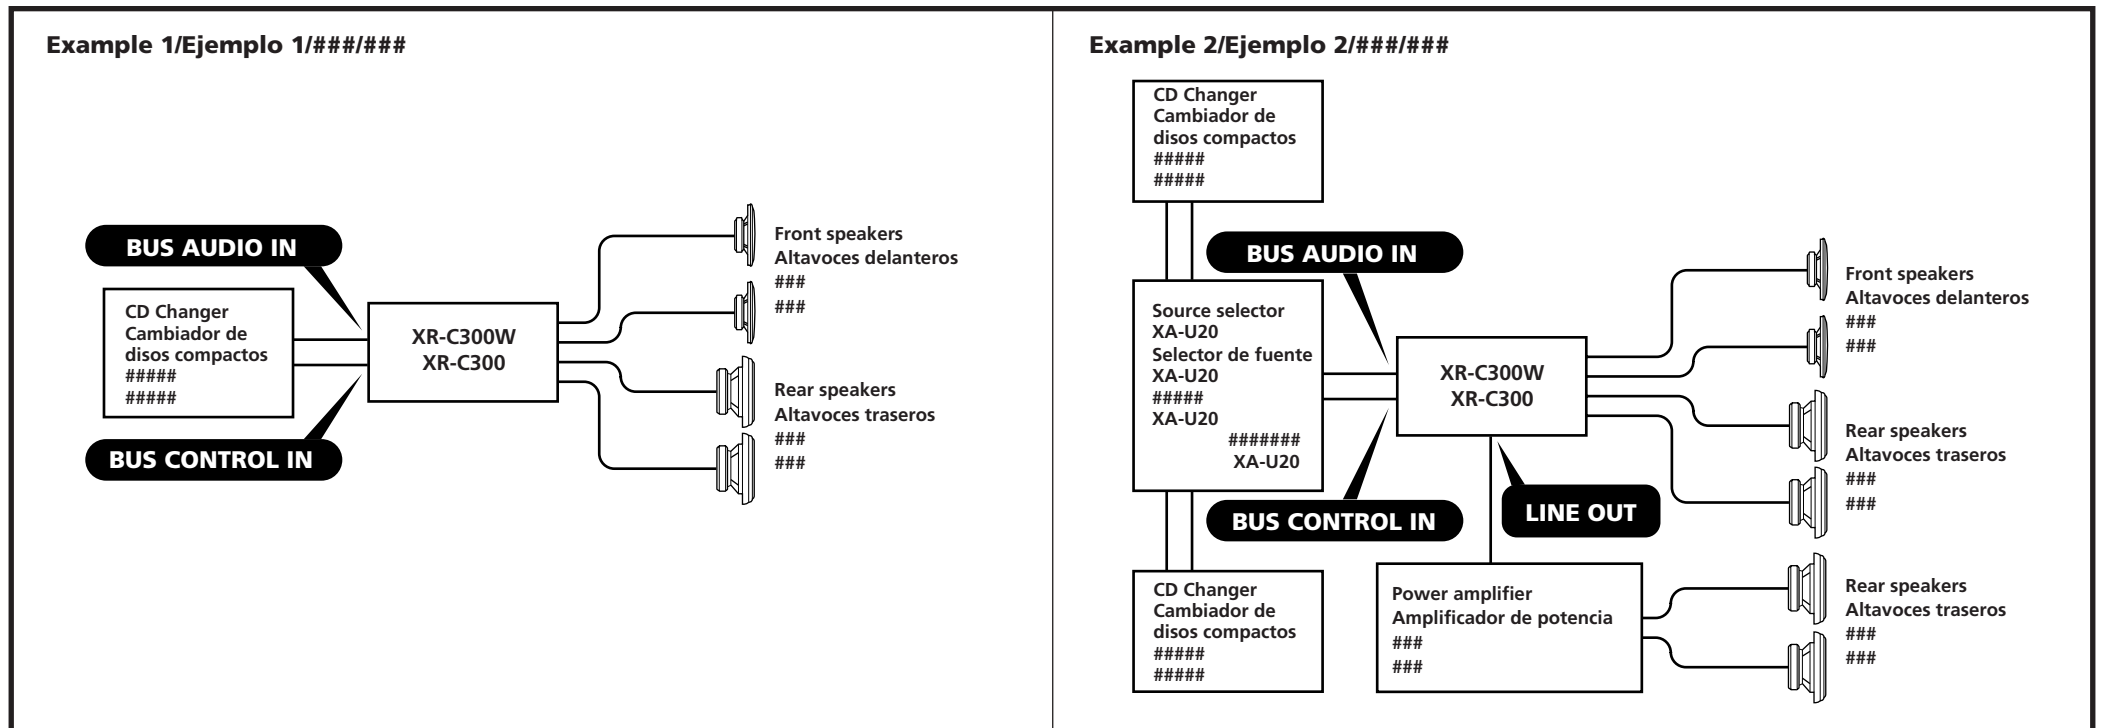 Example 1/Ejemplo 1/###/###
BUS AUDIO IN
CD Changer
Cambiador de
disos compactos
#####
#####
BUS CONTROL IN
XR-C300W
XR-C300
Front speakers
Altavoces delanteros
###
###
Rear speakers
Altavoces traseros
###
###
Example 2/Ejemplo 2/###/###
CD Changer
Cambiador de
disos compactos
#####
#####
BUS AUDIO IN
Source selector
XA-U20
Selector de fuente
XA-U20
#####
XA-U20
#######
XA-U20
BUS CONTROL IN
XR-C300W
XR-C300
LINE OUT
Front speakers
Altavoces delanteros
###
###
Rear speakers
Altavoces traseros
###
###
CD Changer
Cambiador de
disos compactos
#####
#####
Power amplifier
Amplificador de potencia
###
###
Rear speakers
Altavoces traseros
###
###